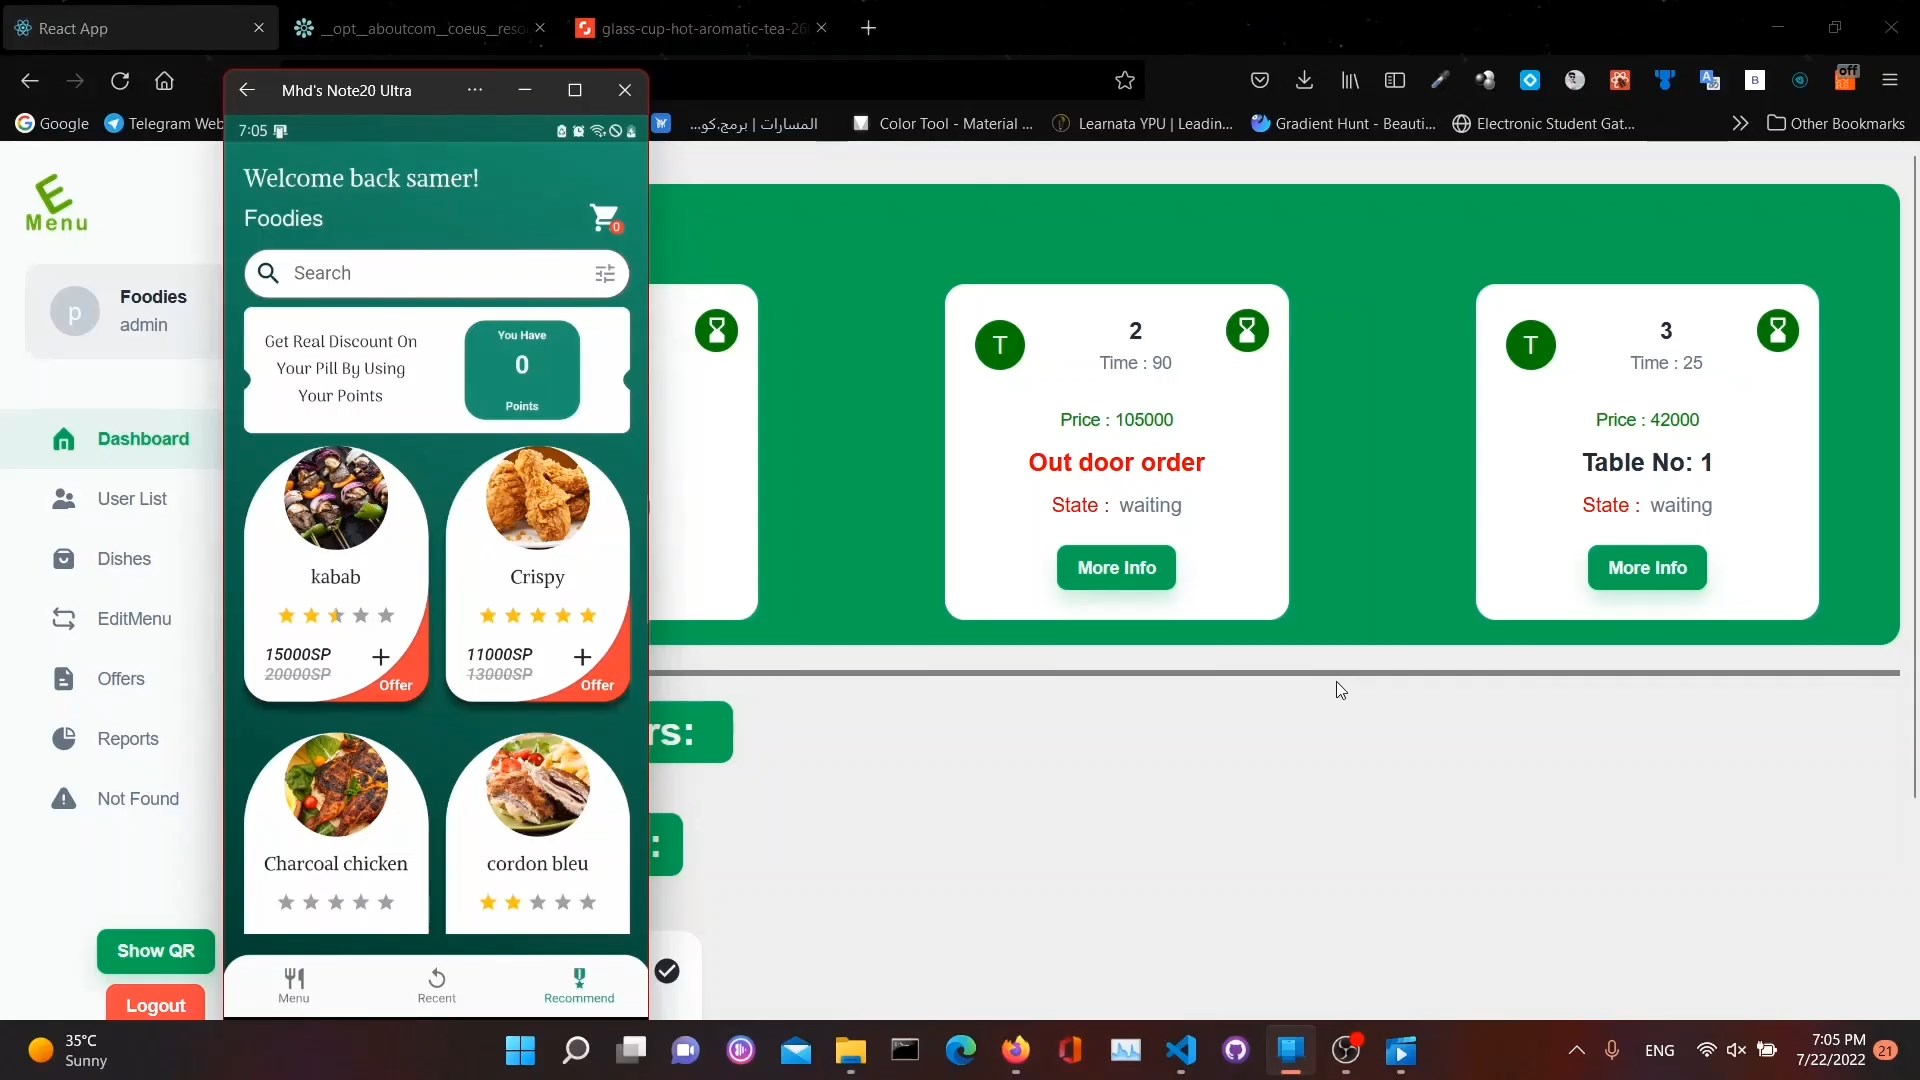 React App
__opt__aboutcom__coeus__reso
glass-cup-hot-aromatic-tea-26
Mhd's Note20 Ultra
Google
Telegram Web
المسارات | برمج.كو...
Color Tool - Material ...
Learnata YPU | Leadin...
Gradient Hunt - Beauti...
Electronic Student Gat...
Other Bookmarks
off
B
7:05
Welcome back samer!
Foodies
0
Search
Get Real Discount On
Your Pill By Using
Your Points
You Have
0
Points
kabab
15000SP
20000SP
Offer
Crispy
11000SP
13000SP
Offer
Charcoal chicken
cordon bleu
Menu
Recent
Recommend
E
Menu
p
Foodies
admin
Dashboard
User List
Dishes
EditMenu
Offers
Reports
Not Found
Show QR
Logout
T
2
Time : 90
Price : 105000
Out door order
State : waiting
More Info
T
3
Time : 25
Price : 42000
Table No: 1
State : waiting
More Info
rs:
:
35°C
Sunny
ENG
7:05 PM
7/22/2022
21